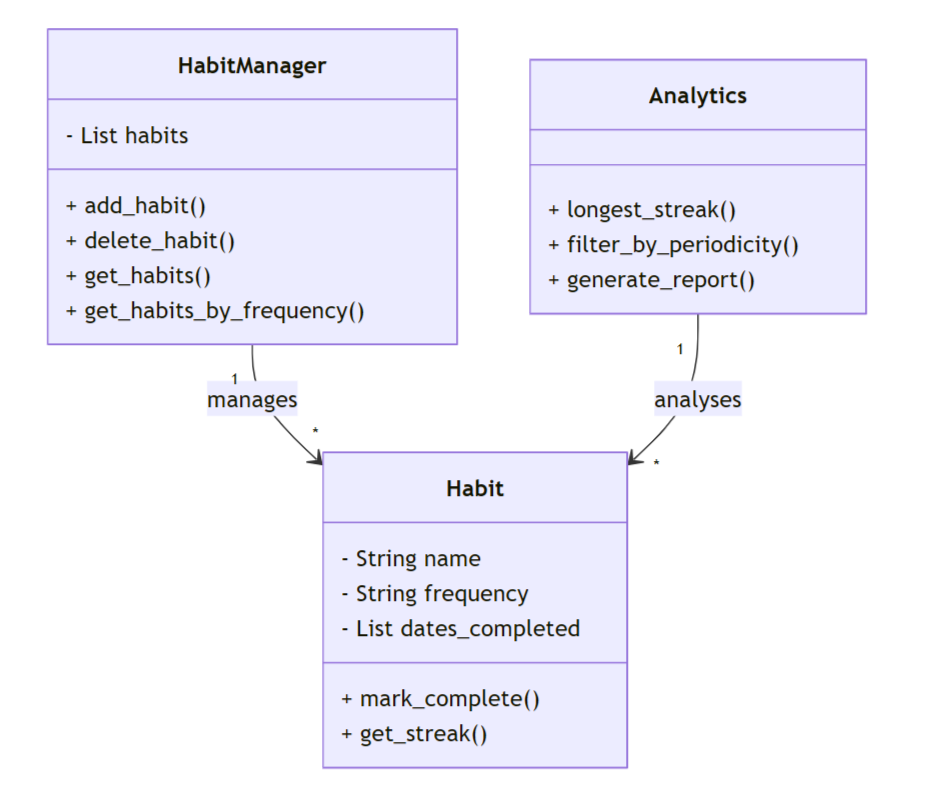 HabitManager
- List habits
+ add_habit()
+ delete_habit()
+ get_habits()
+ get_habits_by_frequency()
Analytics
+ longest_streak()
+ filter_by_periodicity()
+ generate_report()
1
manages
*
1
analyses
*
Habit
- String name
- String frequency
- List dates_completed
+ mark_complete()
+ get_streak()